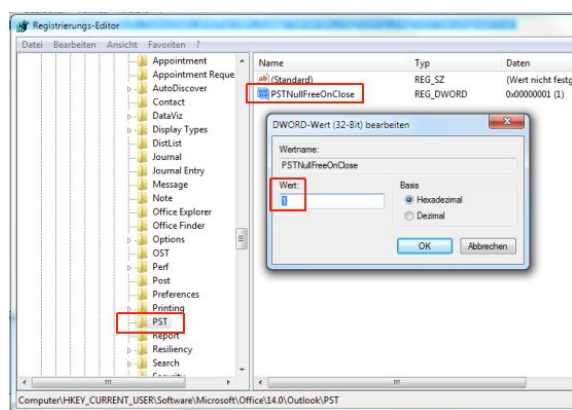 Registrierungs-Editor
Datei Bearbeiten Ansicht Favoriten ?
Appointment
Appointment Reque
AutoDiscover
Contact
DataViz
Display Types
DistList
Journal
Journal Entry
Message
Note
Office Explorer
Office Finder
Options
OST
Perf
Post
Preferences
Printing
PST
Report
Resiliency
Search
Name Typ Daten
ab (Standard) REG_SZ (Wert nicht festg
PSTNullFreeOnClose REG_DWORD 0x00000001 (1)
DWORD-Wert (32-Bit) bearbeiten
Wertname:
PSTNullFreeOnClose
Wert: Basis
1 Hexadezimal
Dezimal
OK Abbrechen
Computer\HKEY_CURRENT_USER\Software\Microsoft\Office\14.0\Outlook\PST